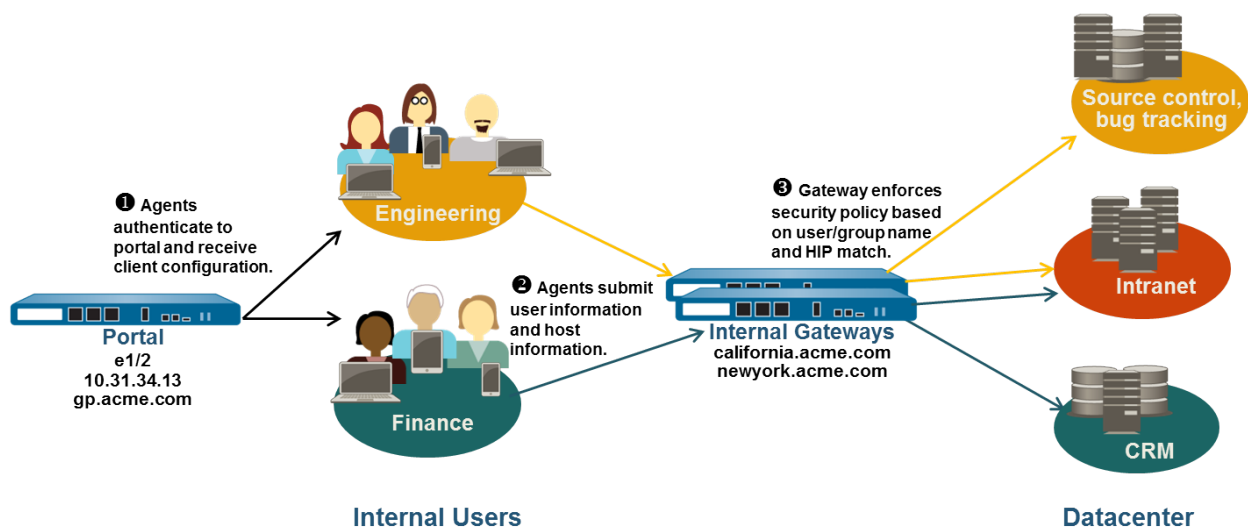 ❶ Agents
authenticate to
portal and receive
client configuration.
Portal
e1/2
10.31.34.13
gp.acme.com
Engineering
❷ Agents submit
user information
and host
information.
Finance
Internal Users
❸ Gateway enforces
security policy based
on user/group name
and HIP match.
Internal Gateways
california.acme.com
newyork.acme.com
Source control,
bug tracking
Intranet
CRM
Datacenter